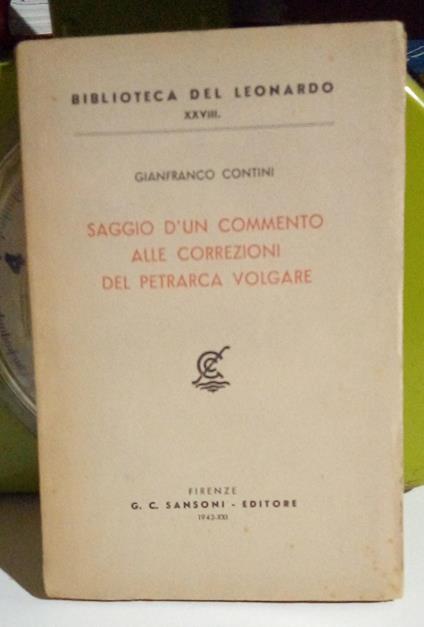 BIBLIOTECA DEL LEONARDO
XXVIII.
GIANFRANCO CONTINI
SAGGIO D'UN COMMENTO
ALLE CORREZIONI
DEL PETRARCA VOLGARE
FIRENZE
G. C. SANSONI - EDITORE
1943-XXI